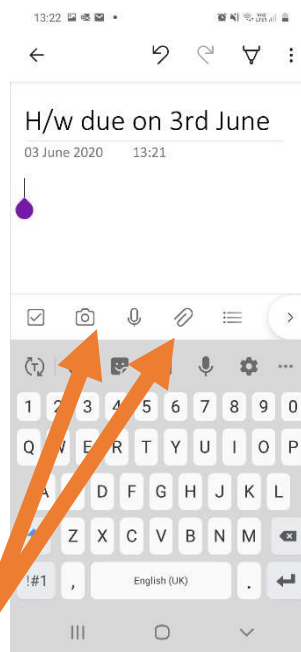 13:22
H/w due on 3rd June
03 June 2020 13:21
1 2 3 4 5 6 7 8 9 0
Q W E R T Y U I O P
A D F G H J K L
Z X C V B N M
!#1 , English (UK) .